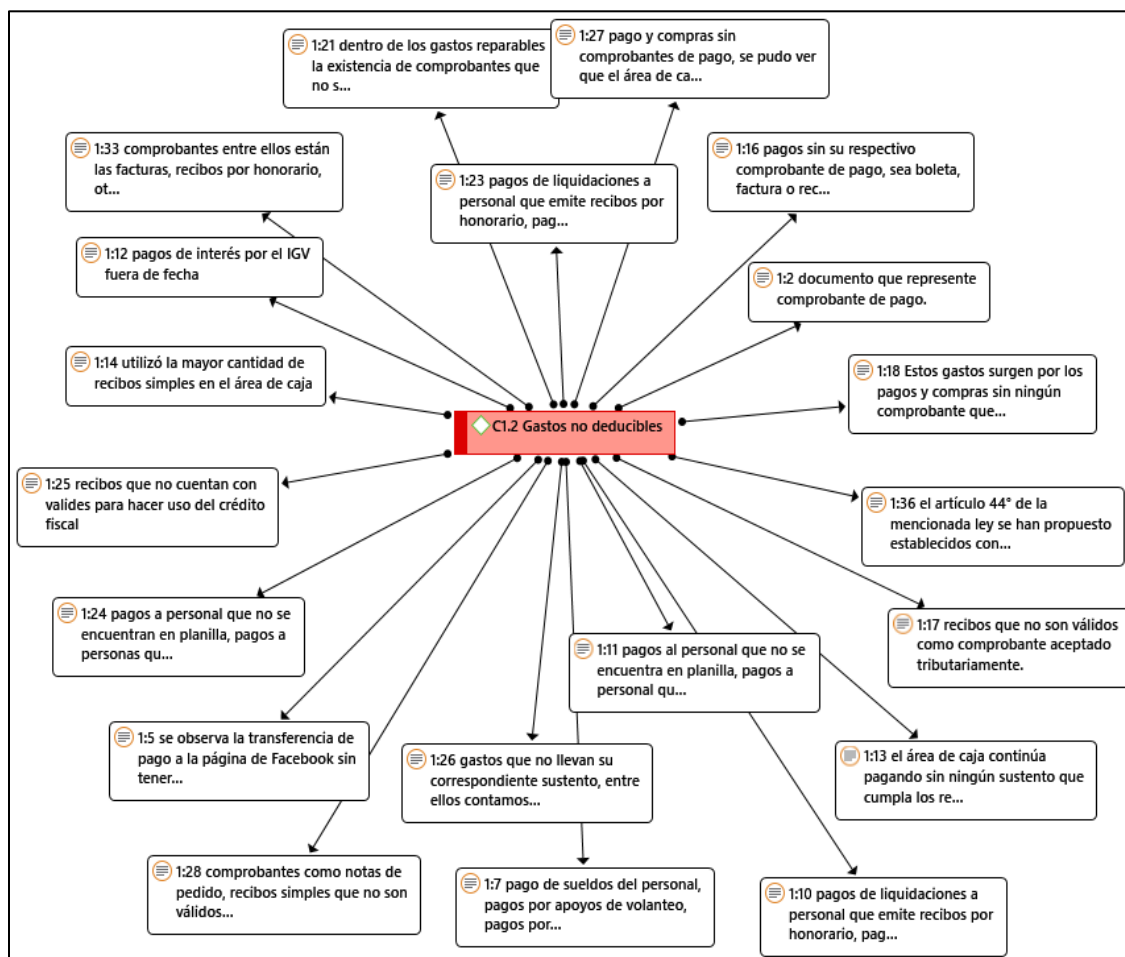 1:21 dentro de los gastos reparables
la existencia de comprobantes que
no s...
1:27 pago y compras sin
comprobantes de pago, se pudo ver
que el área de ca...
1:33 comprobantes entre ellos están
las facturas, recibos por honorario,
ot...
1:23 pagos de liquidaciones a
personal que emite recibos por
honorario, pag...
1:16 pagos sin su respectivo
comprobante de pago, sea boleta,
factura o rec...
1:12 pagos de interés por el IGV
fuera de fecha
1:2 documento que represente
comprobante de pago.
1:14 utilizó la mayor cantidad de
recibos simples en el área de caja
1:18 Estos gastos surgen por los
pagos y compras sin ningún
comprobante que...
C1.2 Gastos no deducibles
1:25 recibos que no cuentan con
valides para hacer uso del crédito
fiscal
1:36 el artículo 44° de la
mencionada ley se han propuesto
establecidos con...
1:24 pagos a personal que no se
encuentran en planilla, pagos a
personas qu...
1:11 pagos al personal que no se
encuentra en planilla, pagos a
personal qu...
1:17 recibos que no son válidos
como comprobante aceptado
tributariamente.
1:5 se observa la transferencia de
pago a la página de Facebook sin
tener...
1:26 gastos que no llevan su
correspondiente sustento, entre
ellos contamos...
1:13 el área de caja continúa
pagando sin ningún sustento que
cumpla los re...
1:28 comprobantes como notas de
pedido, recibos simples que no son
válidos...
1:7 pago de sueldos del personal,
pagos por apoyos de volanteo,
pagos por...
1:10 pagos de liquidaciones a
personal que emite recibos por
honorario, pag...